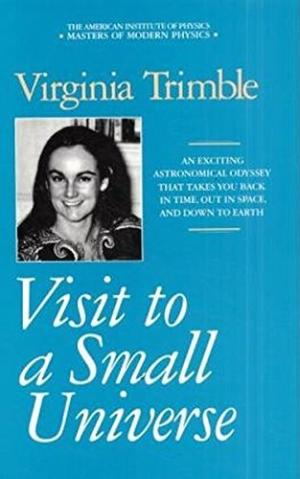 THE AMERICAN INSTITUTE OF PHYSICS
• MASTERS OF MODERN PHYSICS •
Virginia Trimble
AN EXCITING
ASTRONOMICAL ODYSSEY
THAT TAKES YOU BACK
IN TIME, OUT IN SPACE,
AND DOWN TO EARTH
Visit to
a Small
Universe